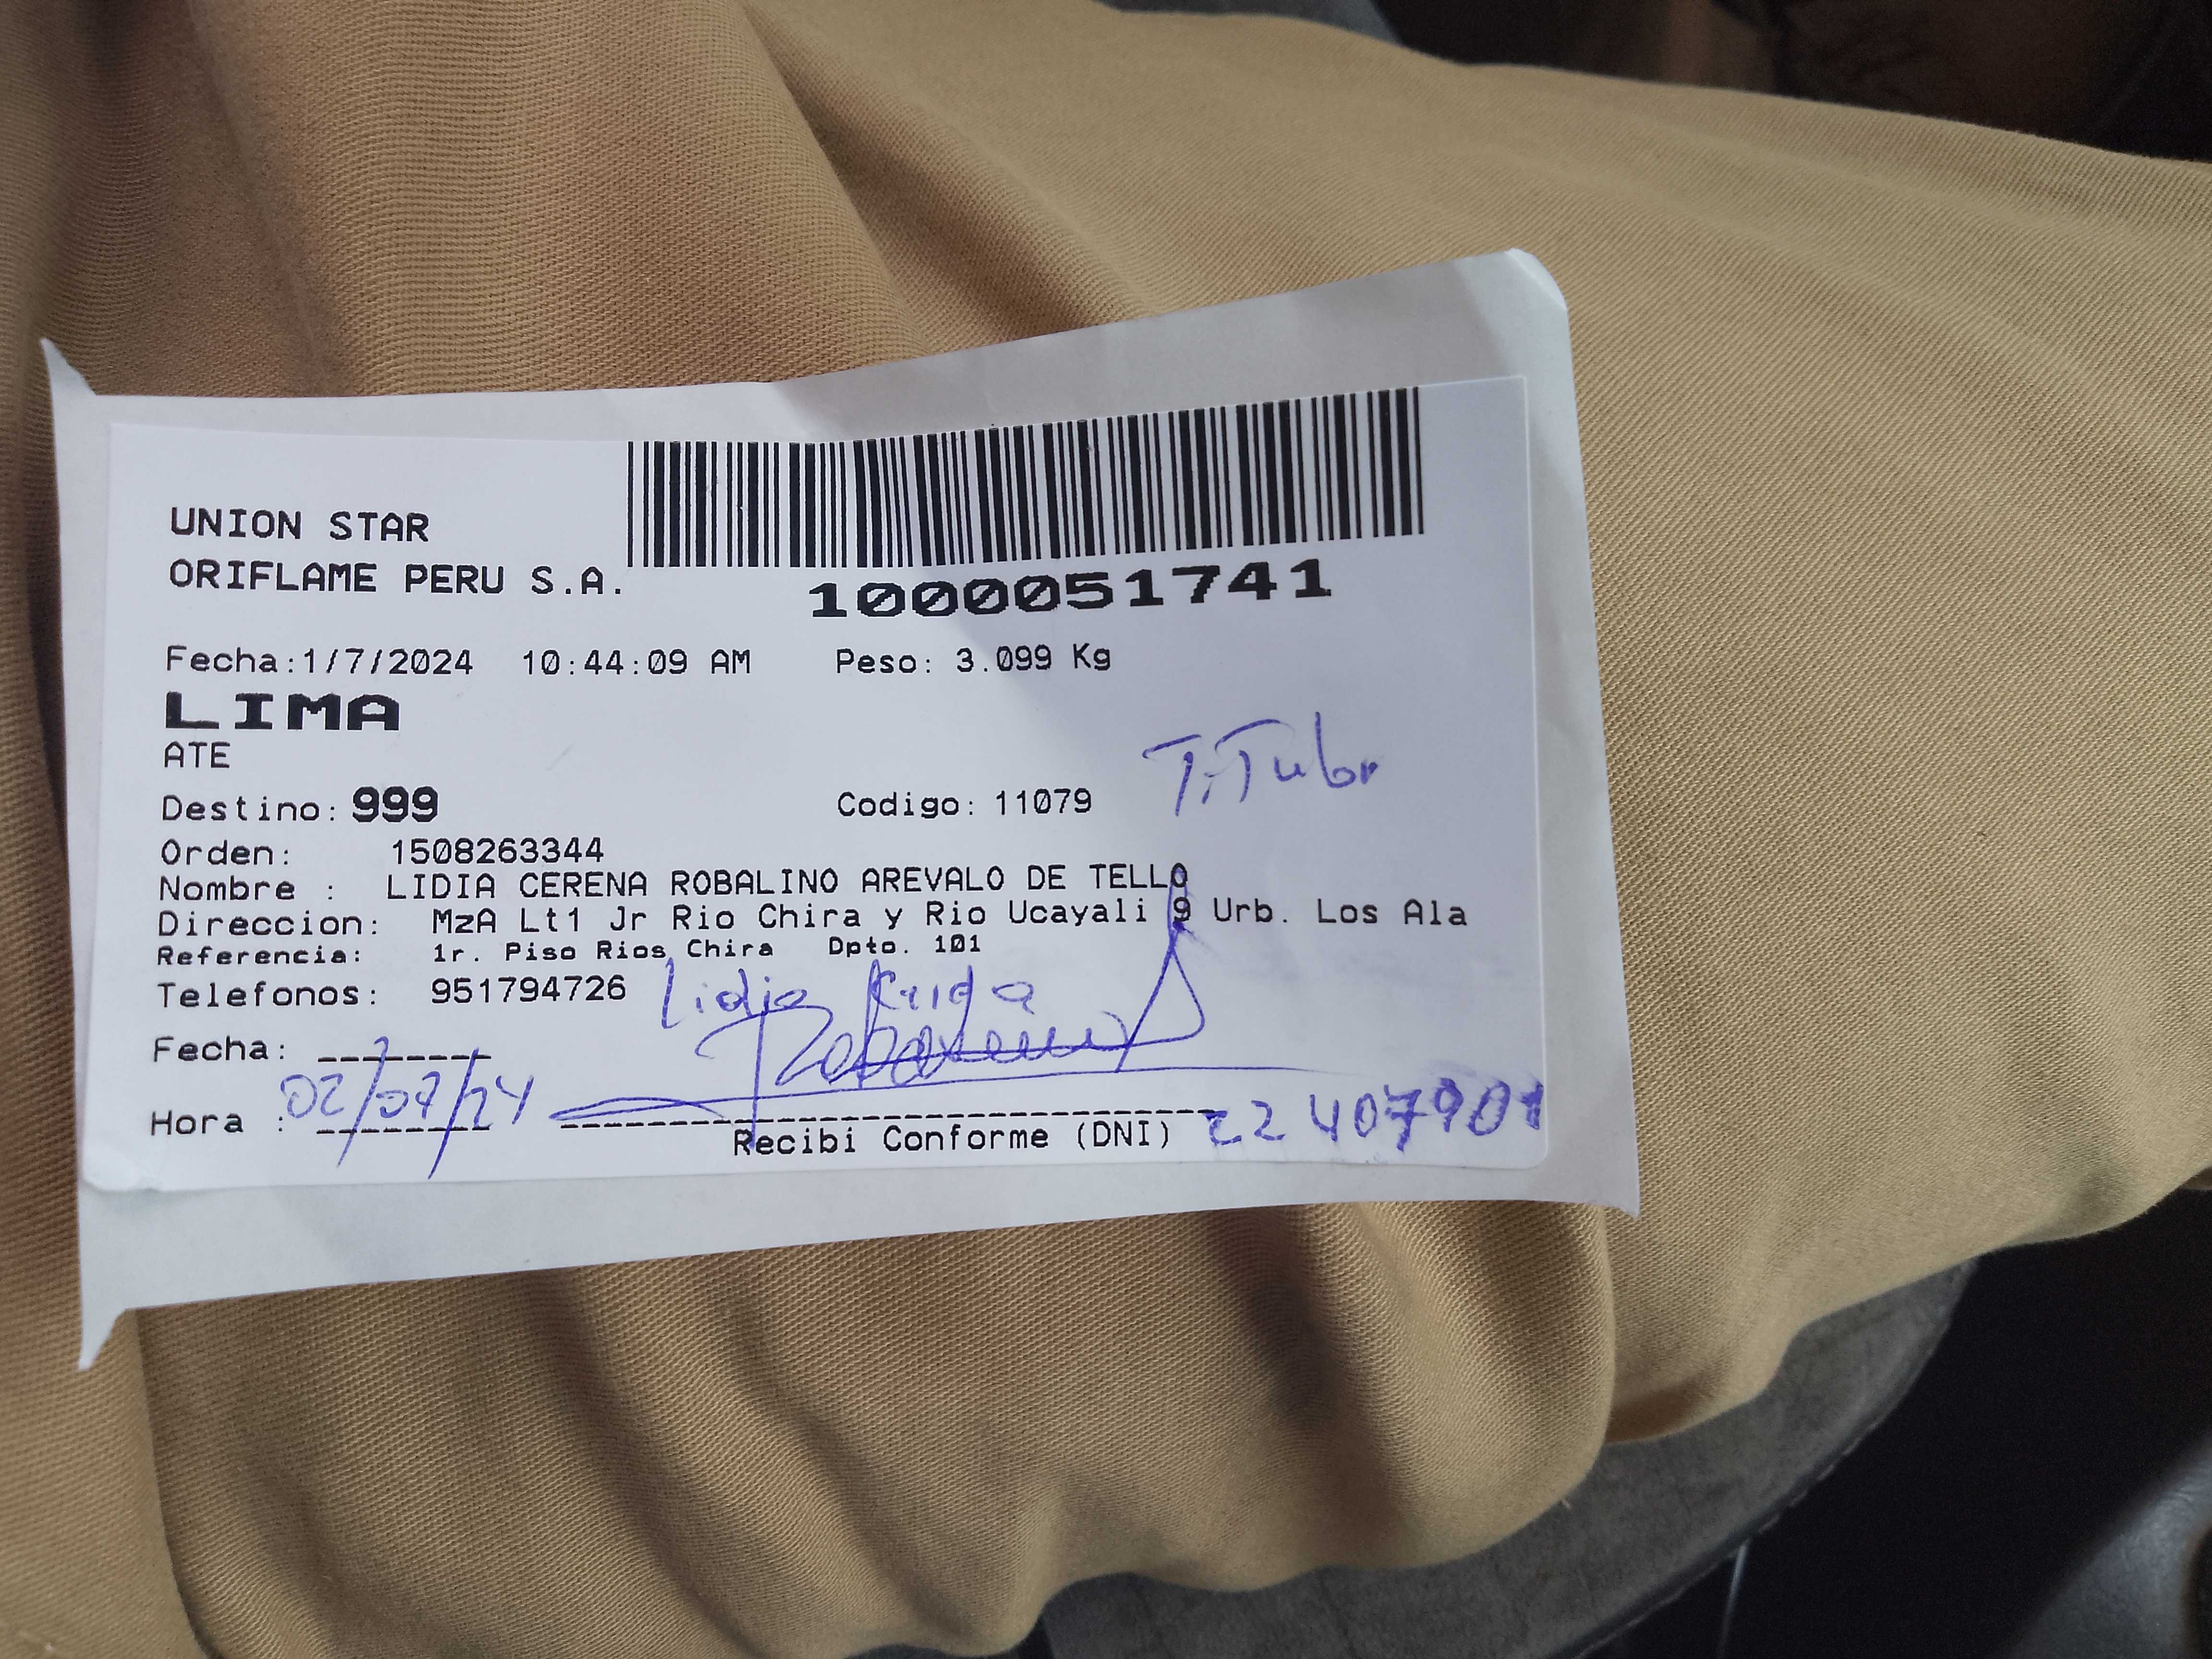 UNION STAR
ORIFLAME PERU S.A.
1000051741
Fecha:1/7/2024 10:44:09 AM Peso: 3.099 Kg
LIMA
ATE
Destino: 999 Codigo: 11079
Orden: 1508263344
Nombre : LIDIA CERENA ROBALINO AREVALO DE TELLO
Direccion: MzA Lt1 Jr Rio Chira y Rio Ucayali 9 Urb. Los Ala
Referencia: 1r. Piso Rios Chira Dpto. 101
Telefonos: 951794726 Lidia
Fecha:
02/07/24
Hora :
Recibi Conforme (DNI) 22407901